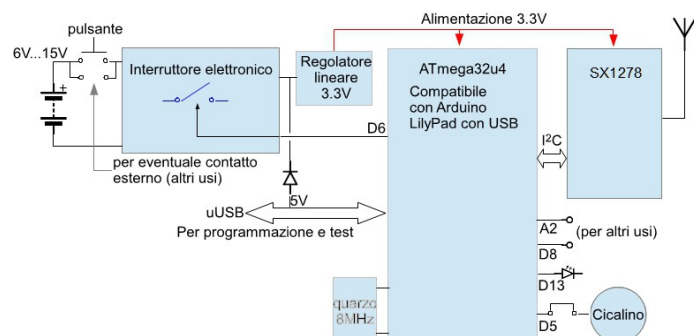 pulsante
6V...15V
+
Interruttore elettronico
per eventuale contatto
esterno (altri usi)
Regolatore
lineare
3.3V
Alimentazione 3.3V
ATmega32u4
Compatibile
con Arduino
LilyPad con USB
SX1278
D6
I²C
5V
uUSB
Per programmazione e test
A2
(per altri usi)
D8
D13
D5
Cicalino
quarzo
8MHz